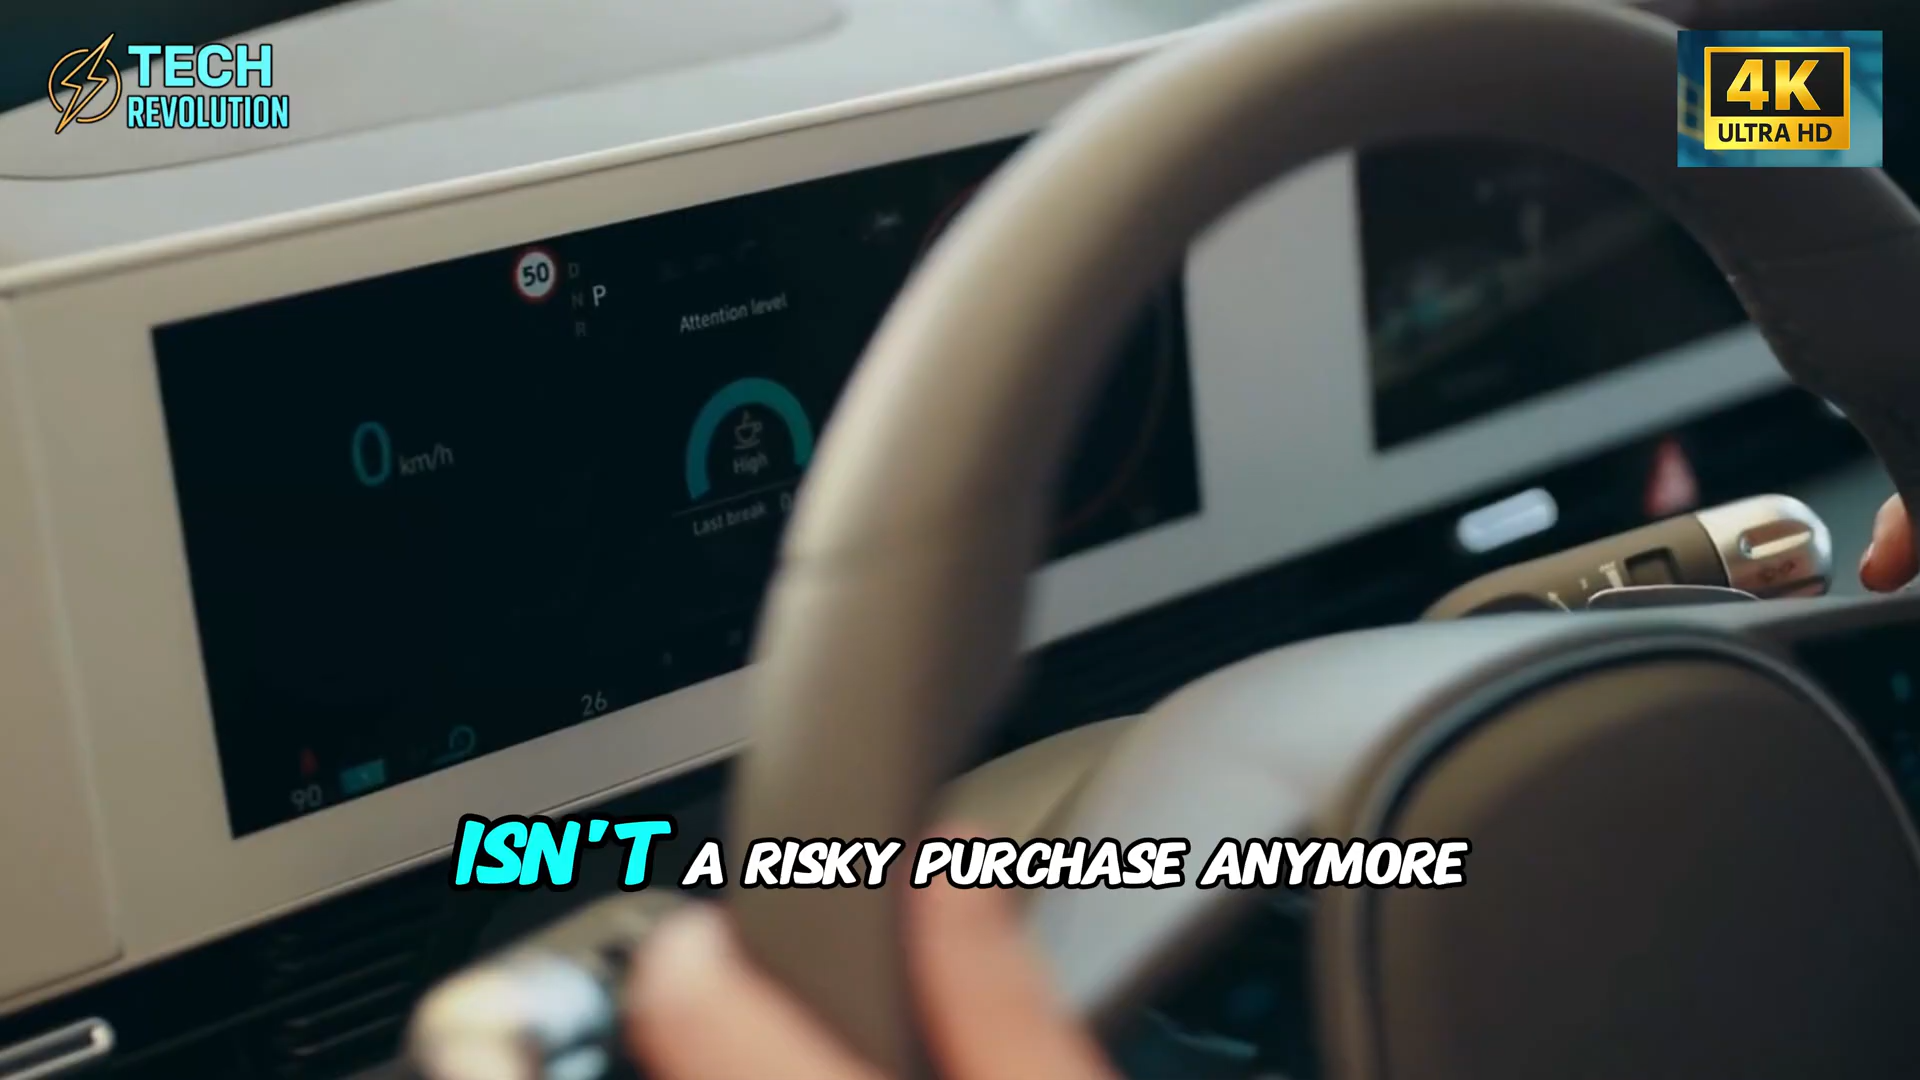 TECH
REVOLUTION
4K
ULTRA HD
50
D
N P
R
Attention level
0 km/h
High
Last break
26
90
ISN'T A RISKY PURCHASE ANYMORE